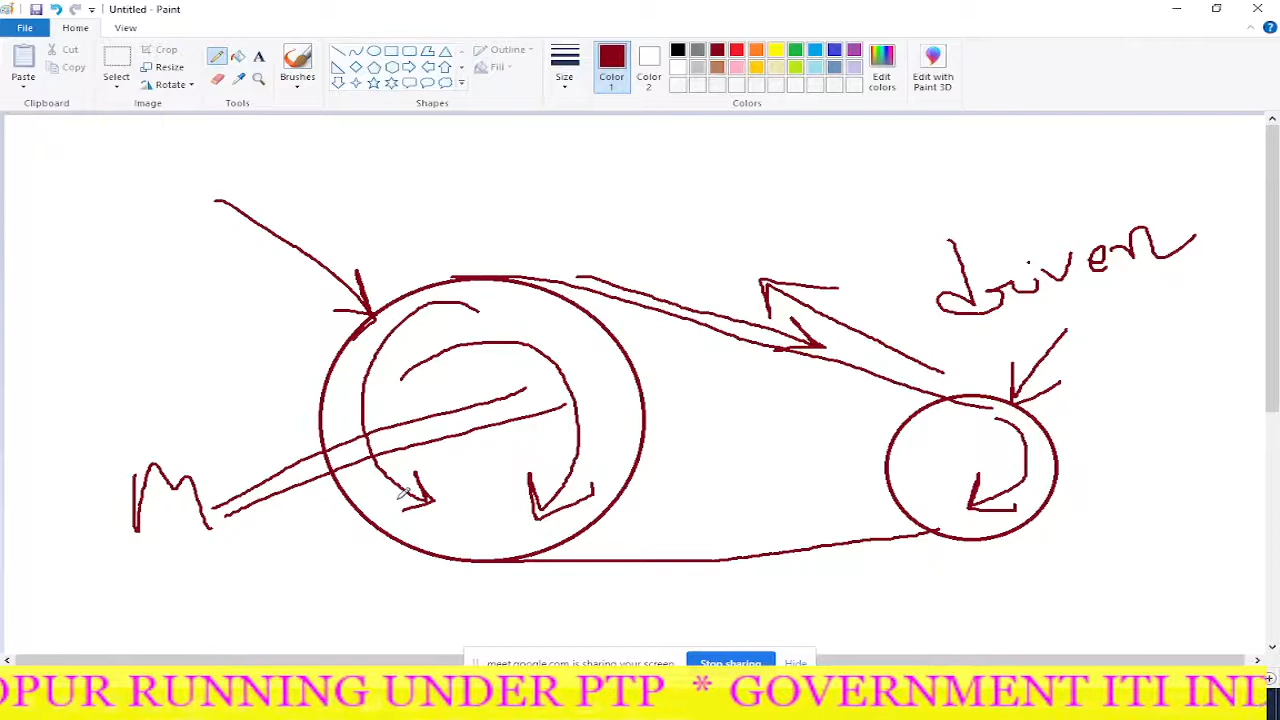 Untitled - Paint
File Home View
Paste Cut Copy Clipboard
Select Crop Resize Rotate Image
Tools
Brushes
Outline Fill Shapes
Size
Color 1 Color 2
Colors
Edit colors
Edit with Paint 3D
driven
M
meet.google.com is sharing your screen. Stop sharing Hide
OPUR RUNNING UNDER PTP * GOVERNMENT ITI IND